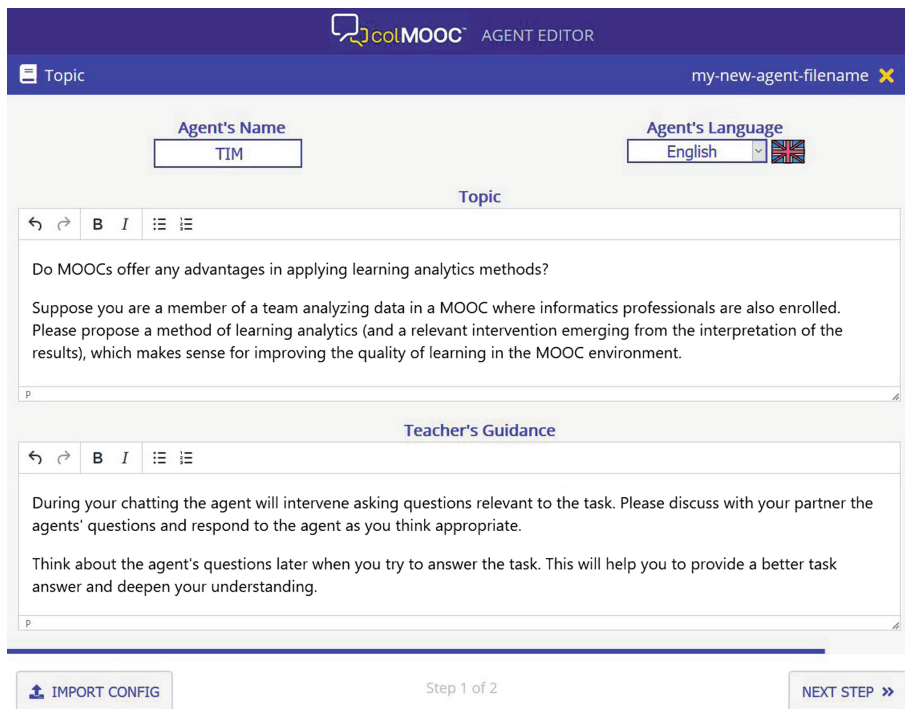 colMOOC™ AGENT EDITOR
Topic my-new-agent-filename
Agent's Name Agent's Language
TIM English
Topic
B I
Do MOOCs offer any advantages in applying learning analytics methods?
Suppose you are a member of a team analyzing data in a MOOC where informatics professionals are also enrolled.
Please propose a method of learning analytics (and a relevant intervention emerging from the interpretation of the
results), which makes sense for improving the quality of learning in the MOOC environment.
P
Teacher's Guidance
B I
During your chatting the agent will intervene asking questions relevant to the task. Please discuss with your partner the
agents' questions and respond to the agent as you think appropriate.
Think about the agent's questions later when you try to answer the task. This will help you to provide a better task
answer and deepen your understanding.
P
IMPORT CONFIG Step 1 of 2 NEXT STEP »